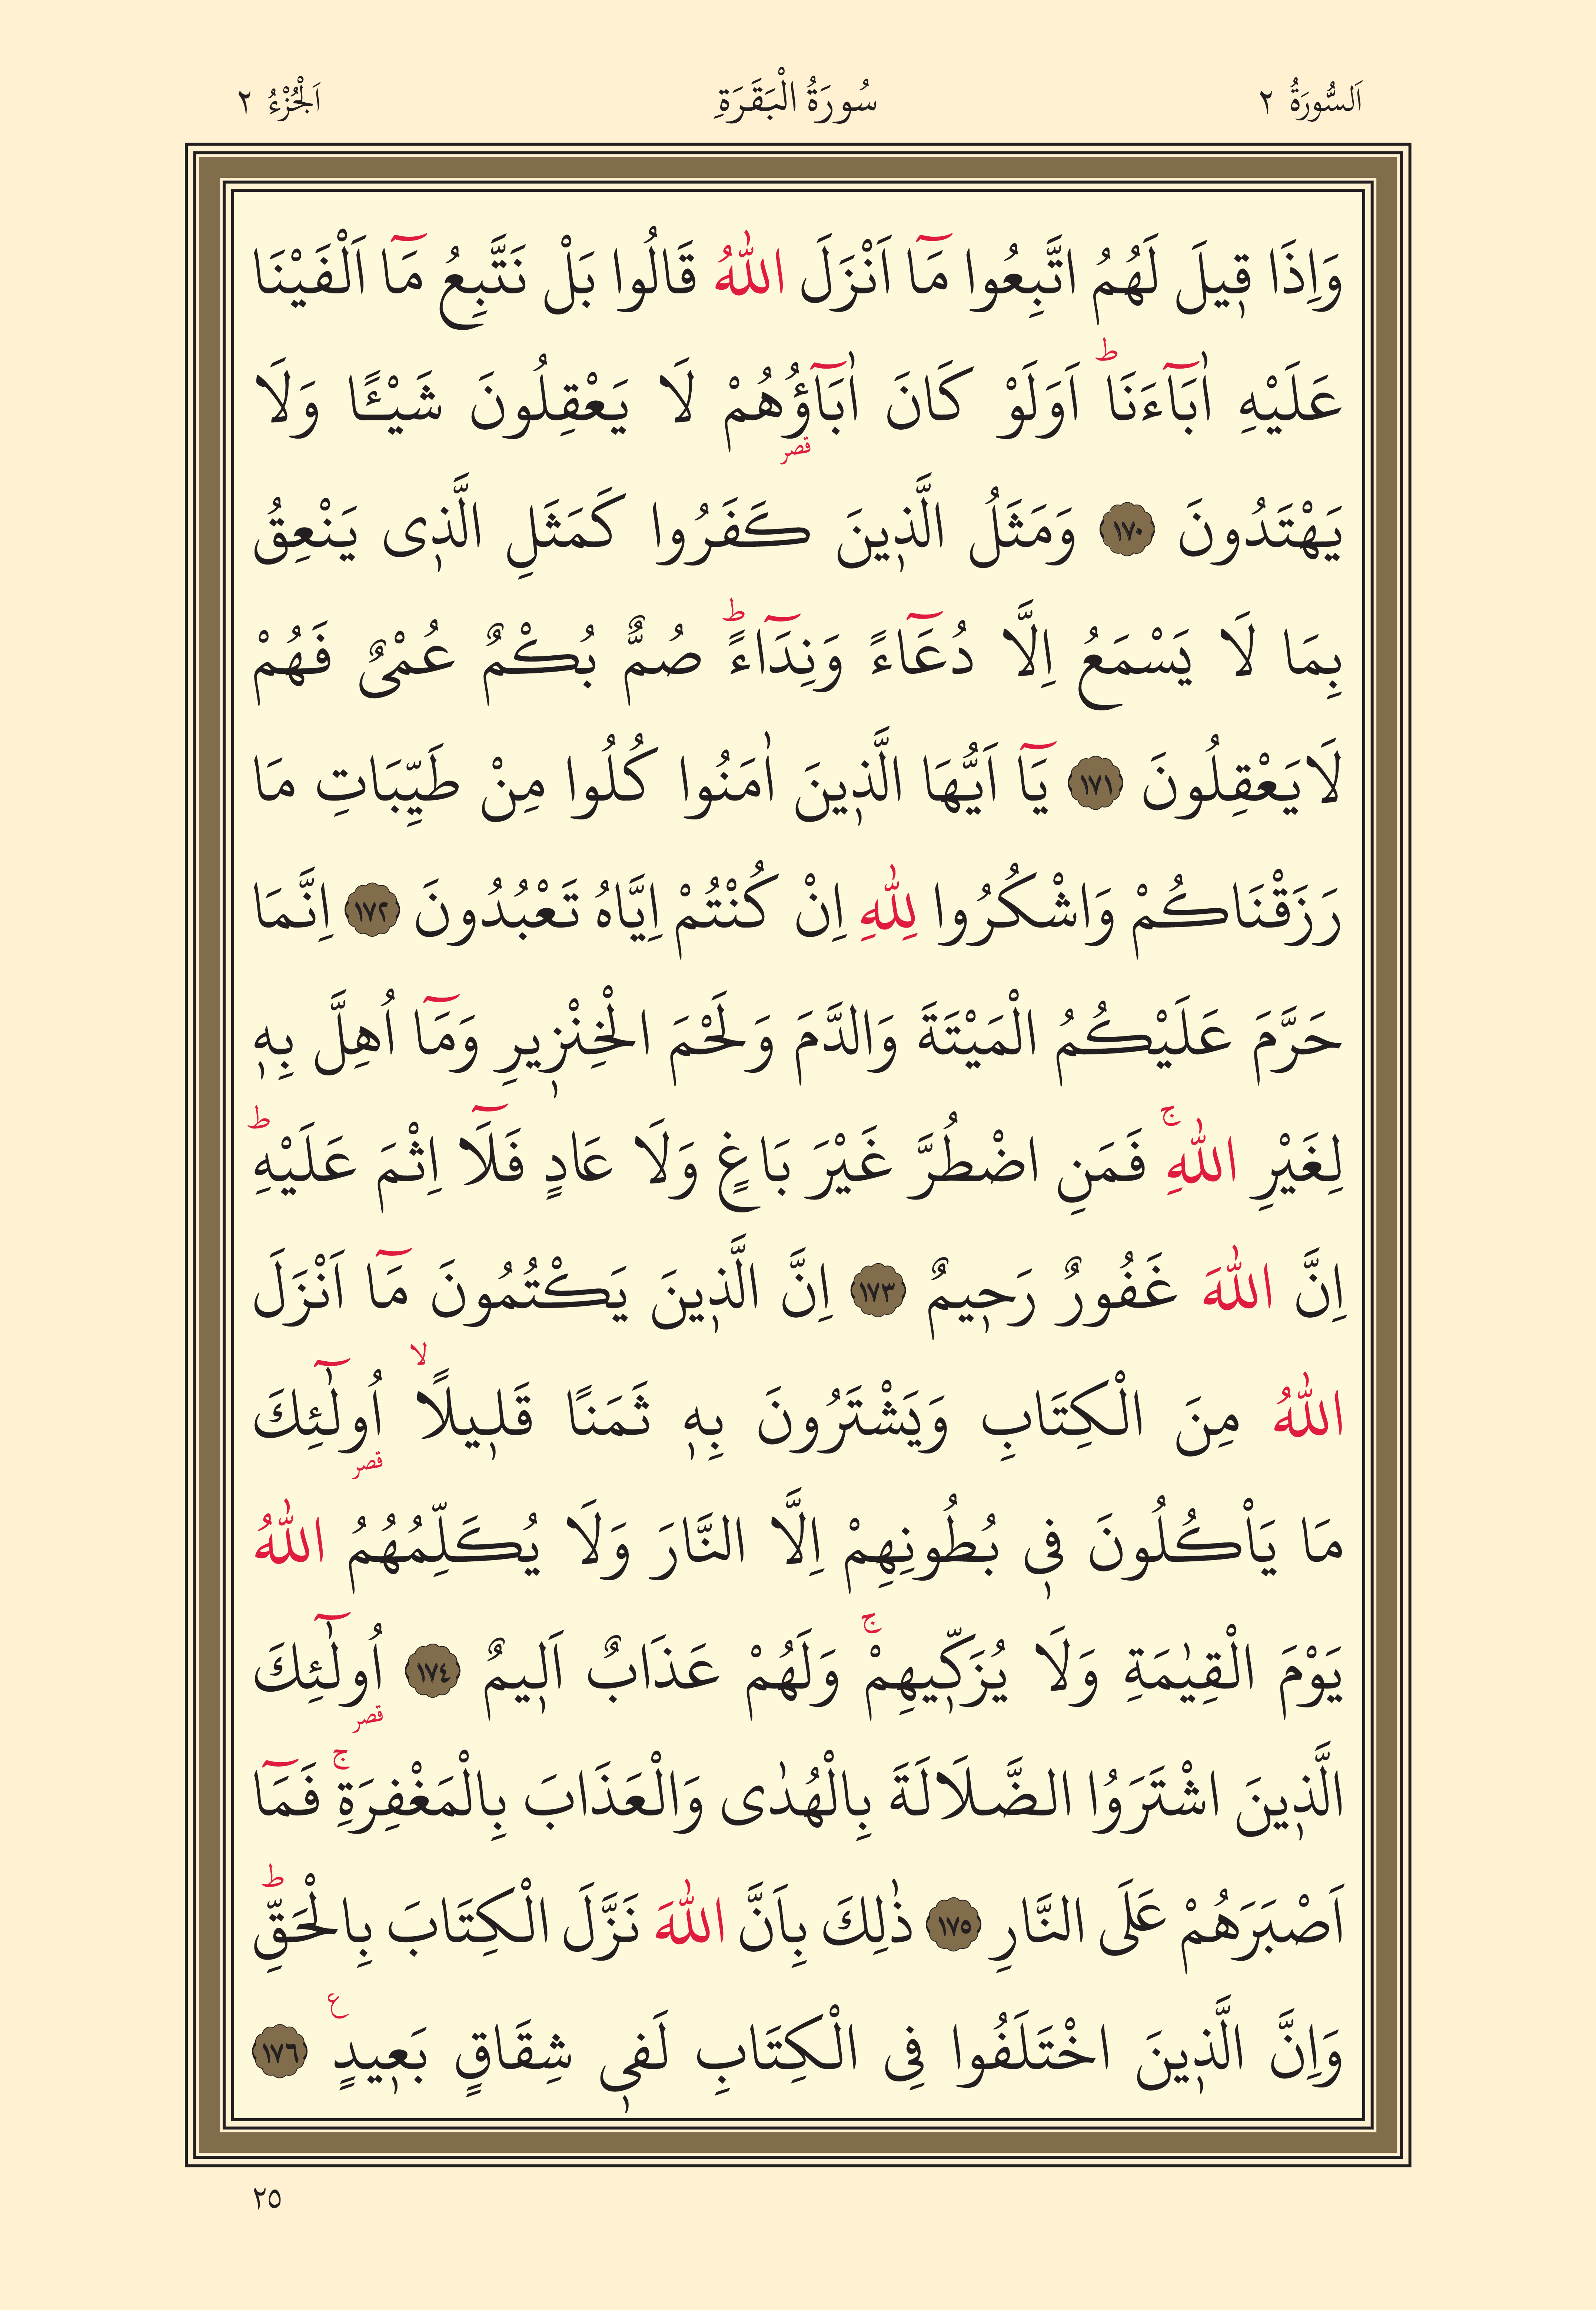 اَلسُّورَةُ ٢ سُورَةُ الْبَقَرَةِ اَلْجُزْءُ ٢
وَاِذَا ق۪يلَ لَهُمُ اتَّبِعُوا مَٓا اَنْزَلَ اللّٰهُ قَالُوا بَلْ نَتَّبِعُ مَٓا اَلْفَيْنَا
عَلَيْهِ اٰبَٓاءَنَاۜ اَوَلَوْ كَانَ اٰبَٓاؤُ۬هُمْ لَا يَعْقِلُونَ شَيْـًٔا وَلَا
يَهْتَدُونَ ﴿١٧٠﴾ وَمَثَلُ الَّذ۪ينَ كَفَرُوا كَمَثَلِ الَّذ۪ى يَنْعِقُ
بِمَا لَا يَسْمَعُ اِلَّا دُعَٓاءً وَنِدَٓاءًۜ صُمٌّ بُكْمٌ عُمْىٌ فَهُمْ
لَا يَعْقِلُونَ ﴿١٧١﴾ يَٓا اَيُّهَا الَّذ۪ينَ اٰمَنُوا كُلُوا مِنْ طَيِّبَاتِ مَا
رَزَقْنَاكُمْ وَاشْكُرُوا لِلّٰهِ اِنْ كُنْتُمْ اِيَّاهُ تَعْبُدُونَ ﴿١٧٢﴾ اِنَّمَا
حَرَّمَ عَلَيْكُمُ الْمَيْتَةَ وَالدَّمَ وَلَحْمَ الْخِنْز۪يرِ وَمَٓا اُهِلَّ بِه۪
لِغَيْرِ اللّٰهِۚ فَمَنِ اضْطُرَّ غَيْرَ بَاغٍ وَلَا عَادٍ فَلَٓا اِثْمَ عَلَيْهِۜ
اِنَّ اللّٰهَ غَفُورٌ رَح۪يمٌ ﴿١٧٣﴾ اِنَّ الَّذ۪ينَ يَكْتُمُونَ مَٓا اَنْزَلَ
اللّٰهُ مِنَ الْكِتَابِ وَيَشْتَرُونَ بِه۪ ثَمَنًا قَل۪يلًاۙ اُو۬لٰٓئِكَ
مَا يَاْكُلُونَ ف۪ى بُطُونِهِمْ اِلَّا النَّارَ وَلَا يُكَلِّمُهُمُ اللّٰهُ
يَوْمَ الْقِيٰمَةِ وَلَا يُزَكّ۪يهِمْۚ وَلَهُمْ عَذَابٌ اَل۪يمٌ ﴿١٧٤﴾ اُو۬لٰٓئِكَ
الَّذ۪ينَ اشْتَرَوُا الضَّلَالَةَ بِالْهُدٰى وَالْعَذَابَ بِالْمَغْفِرَةِۚ فَمَٓا
اَصْبَرَهُمْ عَلَى النَّارِ ﴿١٧٥﴾ ذٰلِكَ بِاَنَّ اللّٰهَ نَزَّلَ الْكِتَابَ بِالْحَقِّۜ
وَاِنَّ الَّذ۪ينَ اخْتَلَفُوا فِى الْكِتَابِ لَف۪ى شِقَاقٍ بَع۪يدٍ ع ﴿١٧٦﴾
٢٥